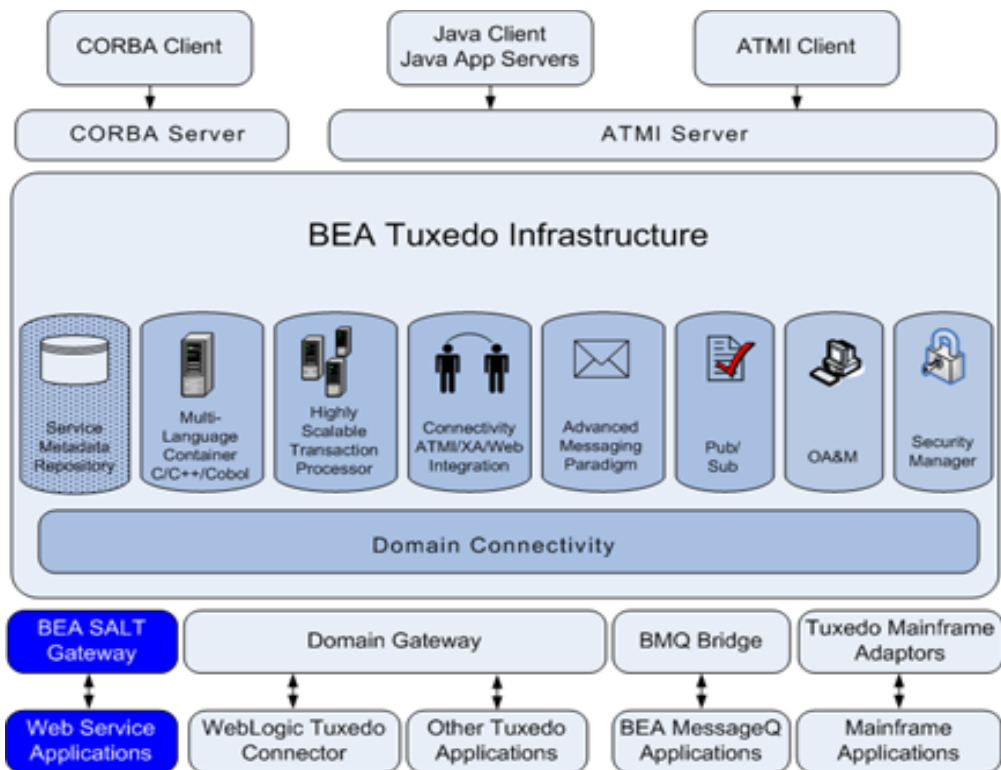 CORBA Client
Java Client
Java App Servers
ATMI Client
CORBA Server
ATMI Server
BEA Tuxedo Infrastructure
Service
Metadata
Repository
Multi-
Language
Container
C/C++/Cobol
Highly
Scalable
Transaction
Processor
Connectivity
ATMI/XA/Web
Integration
Advanced
Messaging
Paradigm
Pub/
Sub
OA&M
Security
Manager
Domain Connectivity
BEA SALT
Gateway
Domain Gateway
BMQ Bridge
Tuxedo Mainframe
Adaptors
Web Service
Applications
WebLogic Tuxedo
Connector
Other Tuxedo
Applications
BEA MessageQ
Applications
Mainframe
Applications